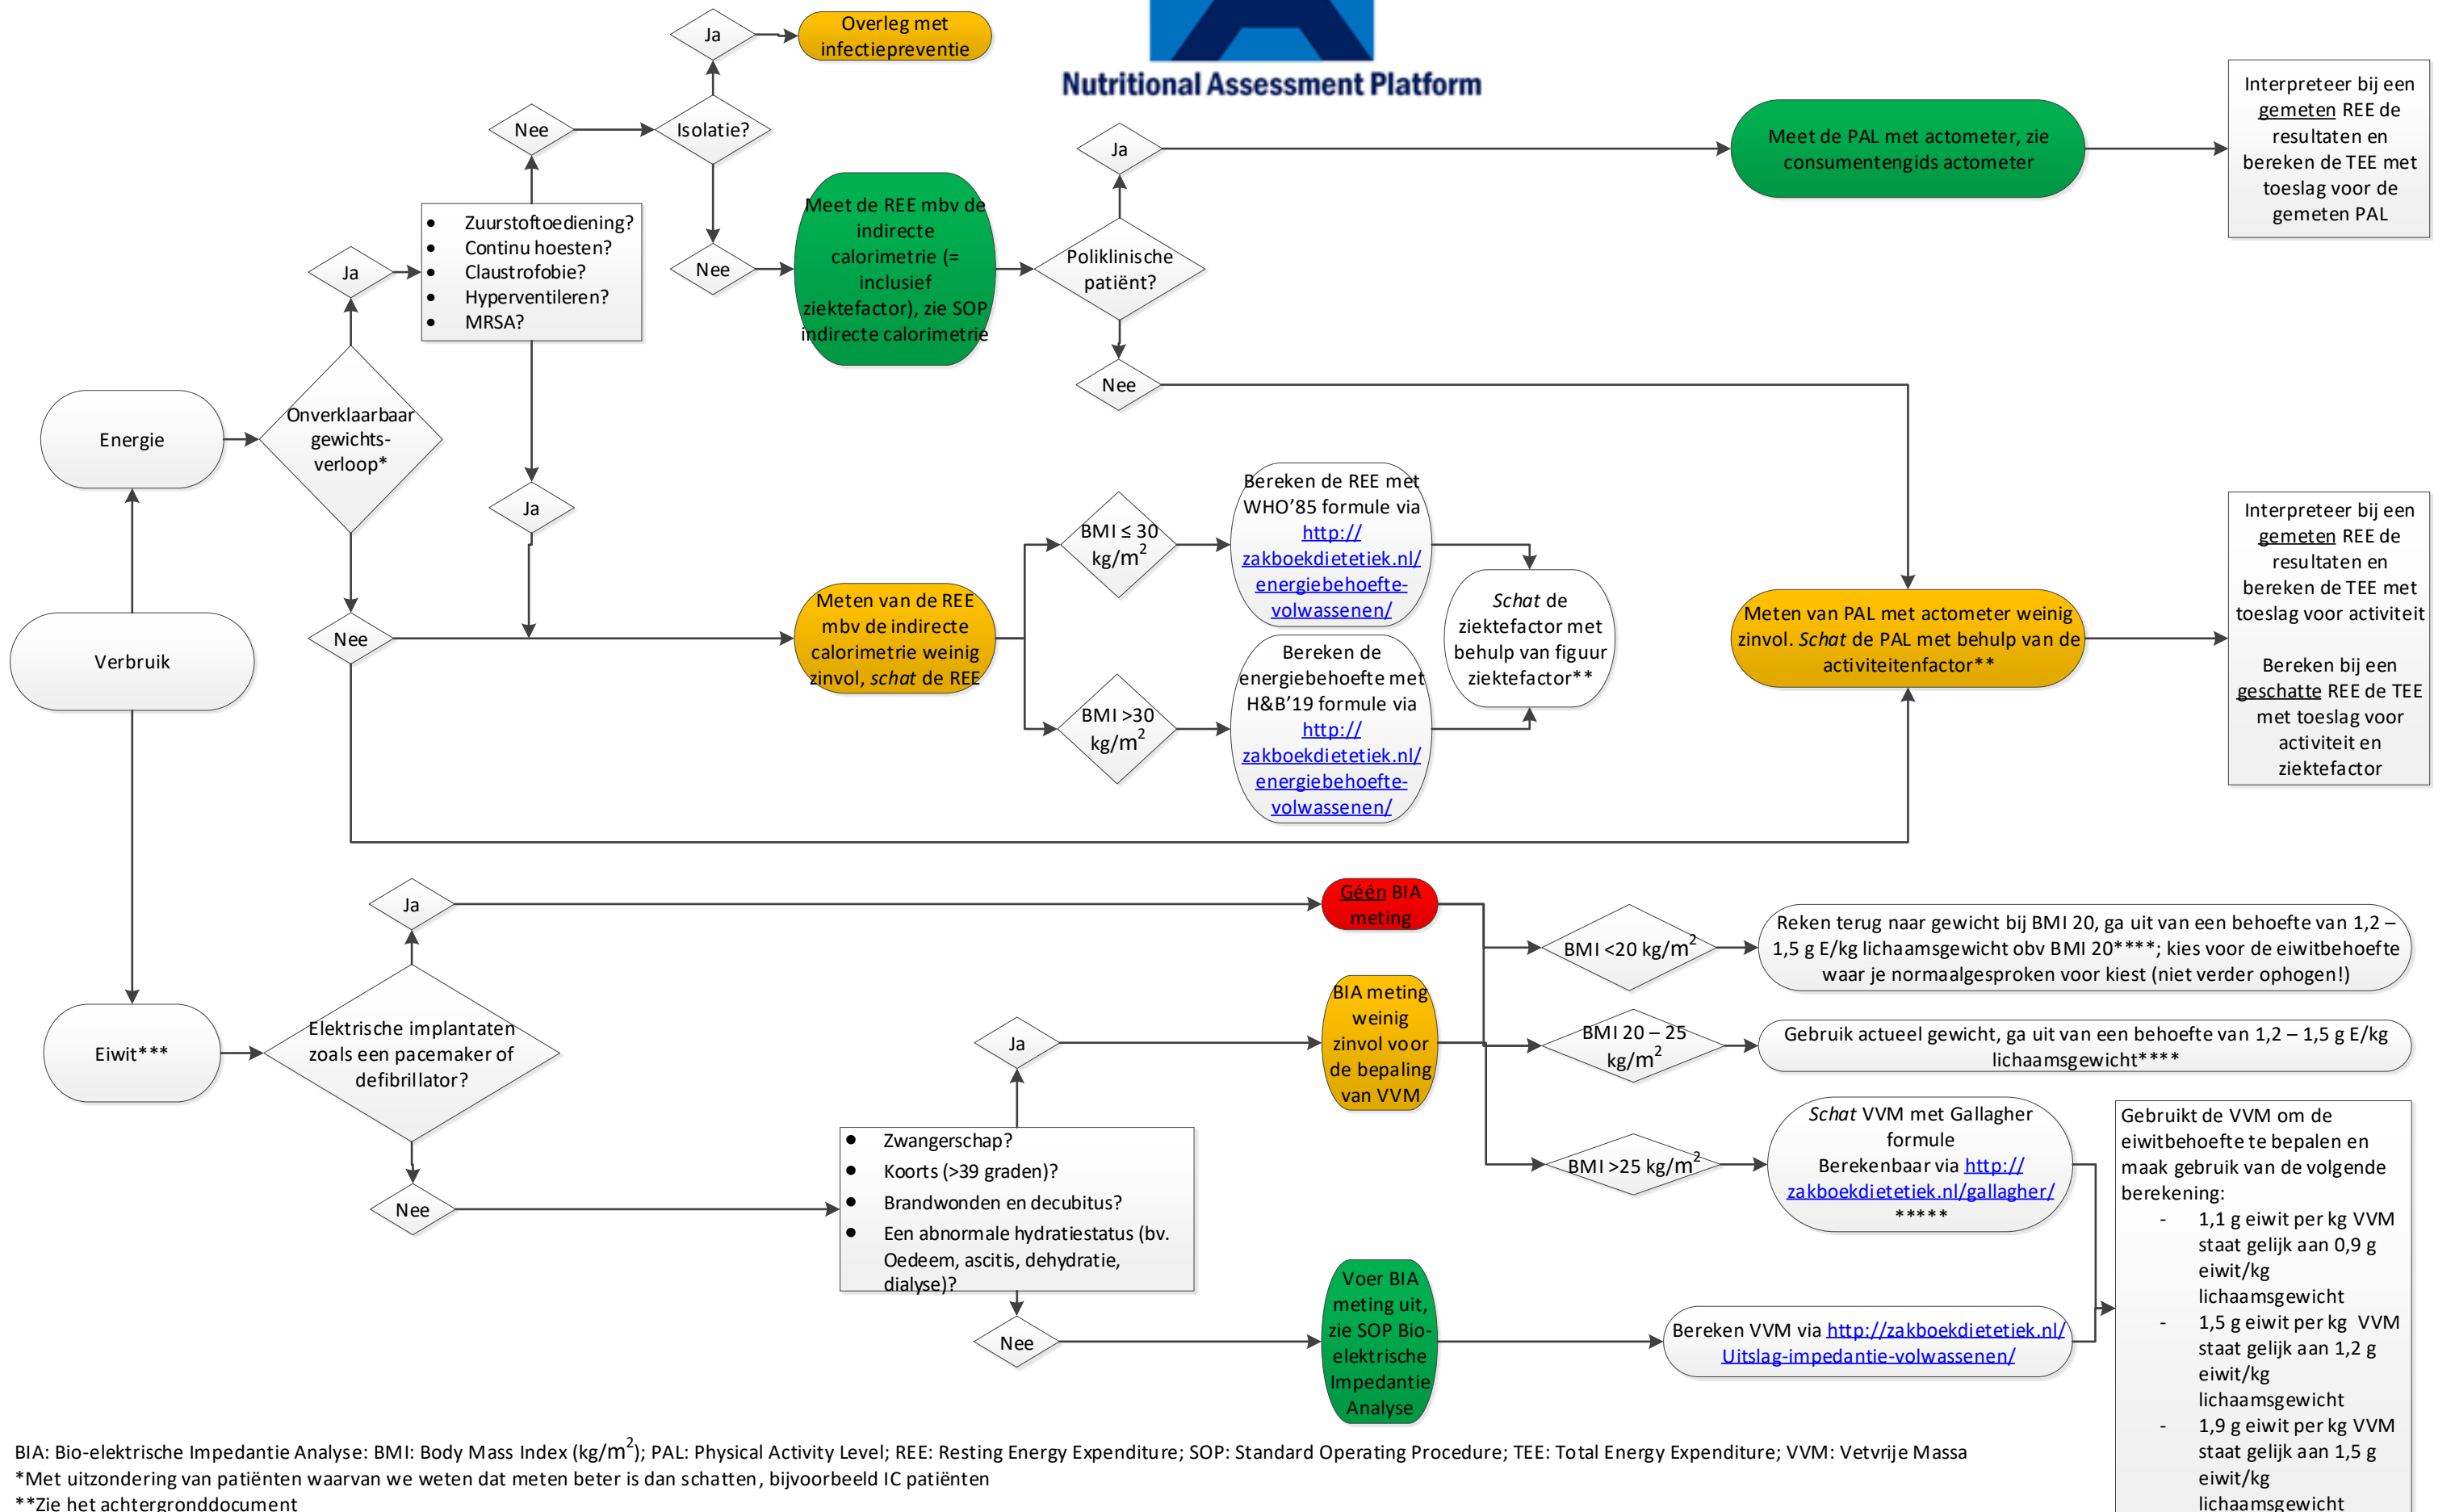 Ja
Overleg met
infectiepreventie
Nutritional Assessment Platform
Nee
Isolatie?
Ja
Meet de PAL met actometer, zie
consumentengids actometer
Interpreteer bij een
gemeten REE de
resultaten en
bereken de TEE met
toeslag voor de
gemeten PAL
Ja
Zuurstoftoediening?
Continu hoesten?
Claustrofobie?
Hyperventileren?
MRSA?
Nee
Meet de REE mbv de
indirecte
calorimetrie (=
inclusief
ziektefactor), zie SOP
indirecte calorimetrie
Poliklinische
patiënt?
Nee
Energie
Onverklaarbaar
gewichts-
verloop*
Ja
Nee
Verbruik
Meten van de REE
mbv de indirecte
calorimetrie weinig
zinvol, schat de REE
BMI ≤ 30
kg/m²
Bereken de REE met
WHO’85 formule via
http://
zakboekdietetiek.nl/
energiebehoefte-
volwassenen/
BMI >30
kg/m²
Bereken de
energiebehoefte met
H&B’19 formule via
http://
zakboekdietetiek.nl/
energiebehoefte-
volwassenen/
Schat de
ziektefactor met
behulp van figuur
ziektefactor**
Meten van PAL met actometer weinig
zinvol. Schat de PAL met behulp van de
activiteitenfactor**
Interpreteer bij een
gemeten REE de
resultaten en
bereken de TEE met
toeslag voor activiteit
Bereken bij een
geschatte REE de TEE
met toeslag voor
activiteit en
ziektefactor
Eiwit***
Elektrische implantaten
zoals een pacemaker of
defibrillator?
Ja
Géén BIA
meting
Nee
Zwangerschap?
Koorts (>39 graden)?
Brandwonden en decubitus?
Een abnormale hydratiestatus (bv.
Oedeem, ascitis, dehydratie,
dialyse)?
Ja
BIA meting
weinig
zinvol voor
de bepaling
van VVM
Nee
Voer BIA
meting uit,
zie SOP Bio-
elektrische
Impedantie
Analyse
BMI <20 kg/m²
Reken terug naar gewicht bij BMI 20, ga uit van een behoefte van 1,2 –
1,5 g E/kg lichaamsgewicht obv BMI 20****; kies voor de eiwitbehoefte
waar je normaalgesproken voor kiest (niet verder ophogen!)
BMI 20 – 25
kg/m²
Gebruik actueel gewicht, ga uit van een behoefte van 1,2 – 1,5 g E/kg
lichaamsgewicht****
BMI >25 kg/m²
Schat VVM met Gallagher
formule
Berekenbaar via http://
zakboekdietetiek.nl/gallagher/
*****
Bereken VVM via http://zakboekdietetiek.nl/
Uitslag-impedantie-volwassenen/
Gebruikt de VVM om de
eiwitbehoefte te bepalen en
maak gebruik van de volgende
berekening:
- 1,1 g eiwit per kg VVM
staat gelijk aan 0,9 g
eiwit/kg
lichaamsgewicht
- 1,5 g eiwit per kg VVM
staat gelijk aan 1,2 g
eiwit/kg
lichaamsgewicht
- 1,9 g eiwit per kg VVM
staat gelijk aan 1,5 g
eiwit/kg
lichaamsgewicht
BIA: Bio-elektrische Impedantie Analyse: BMI: Body Mass Index (kg/m²); PAL: Physical Activity Level; REE: Resting Energy Expenditure; SOP: Standard Operating Procedure; TEE: Total Energy Expenditure; VVM: Vetvrije Massa
*Met uitzondering van patiënten waarvan we weten dat meten beter is dan schatten, bijvoorbeeld IC patiënten
**Zie het achtergronddocument